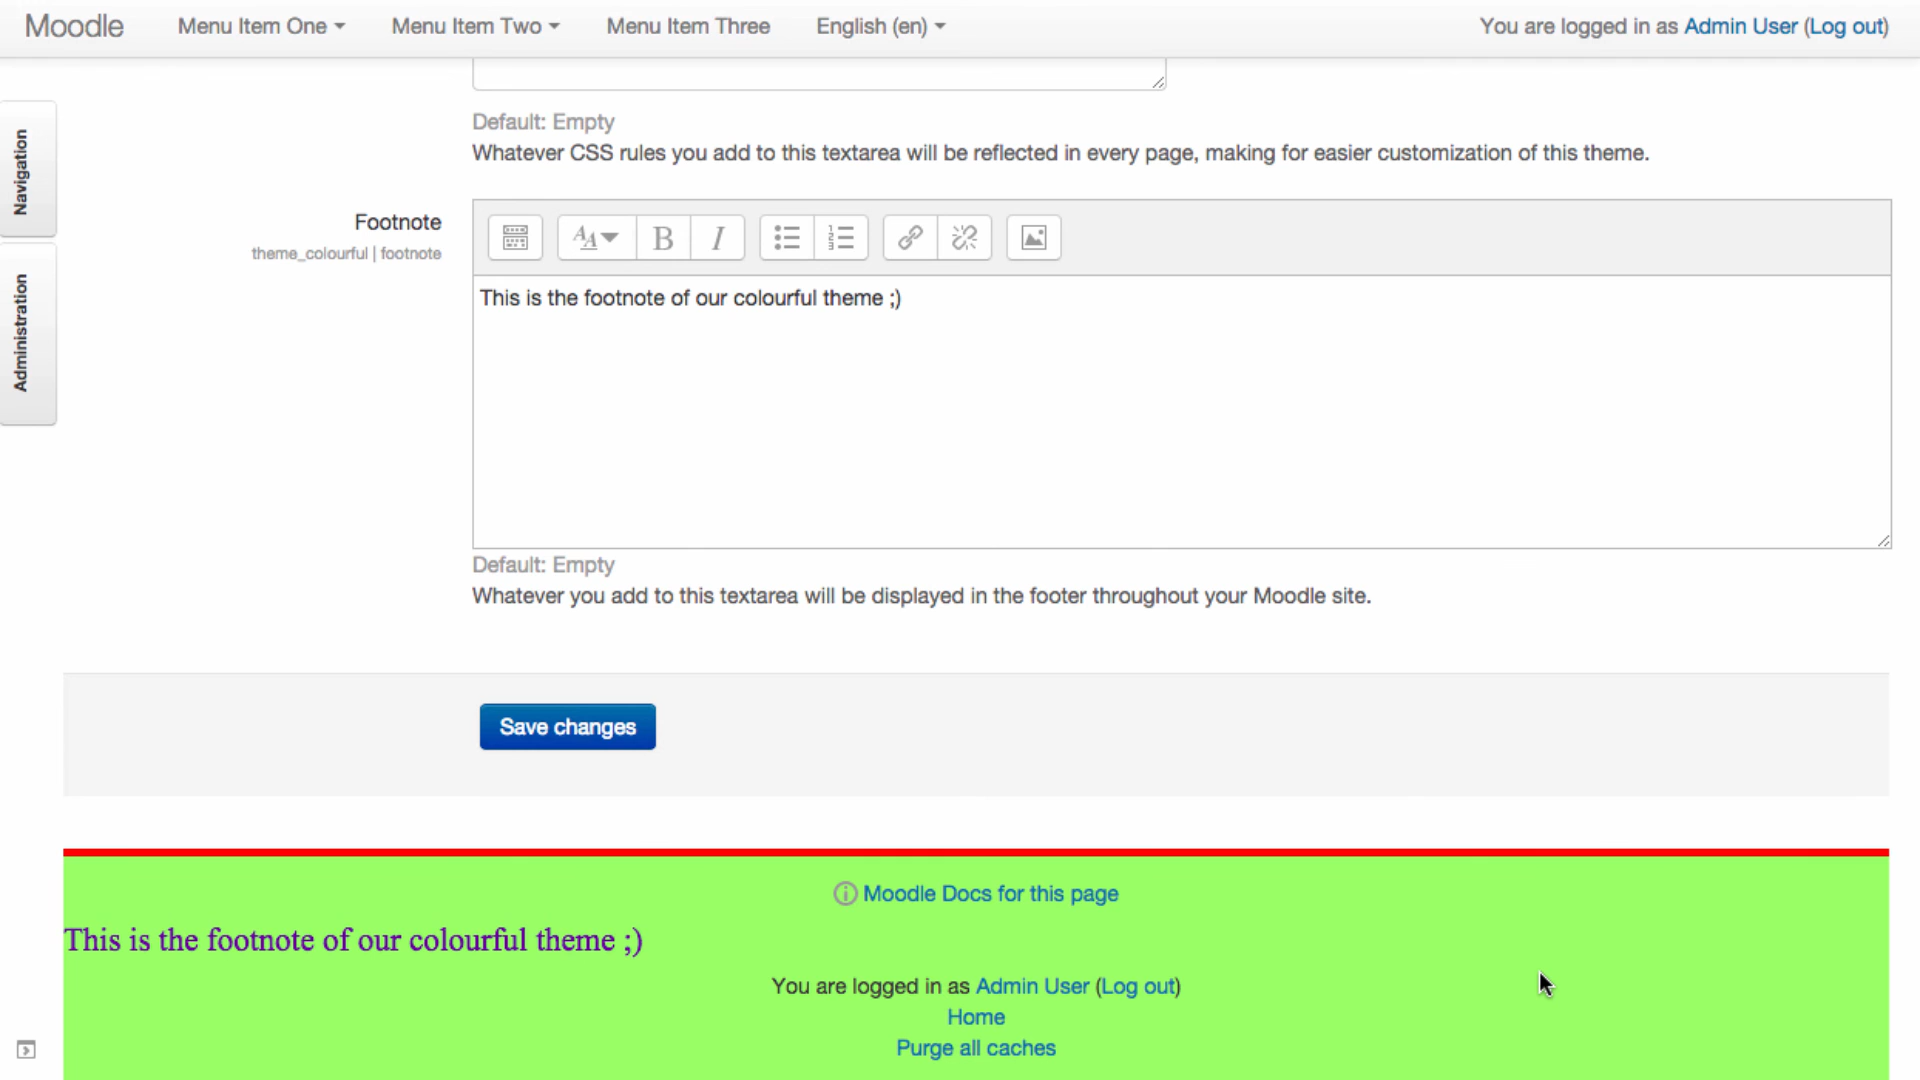 Moodle Menu Item One Menu Item Two Menu Item Three English (en) You are logged in as Admin User (Log out)
Navigation
Administration
Default: Empty
Whatever CSS rules you add to this textarea will be reflected in every page, making for easier customization of this theme.
Footnote
theme_colourful | footnote
This is the footnote of our colourful theme ;)
Default: Empty
Whatever you add to this textarea will be displayed in the footer throughout your Moodle site.
Save changes
Moodle Docs for this page
This is the footnote of our colourful theme ;)
You are logged in as Admin User (Log out)
Home
Purge all caches